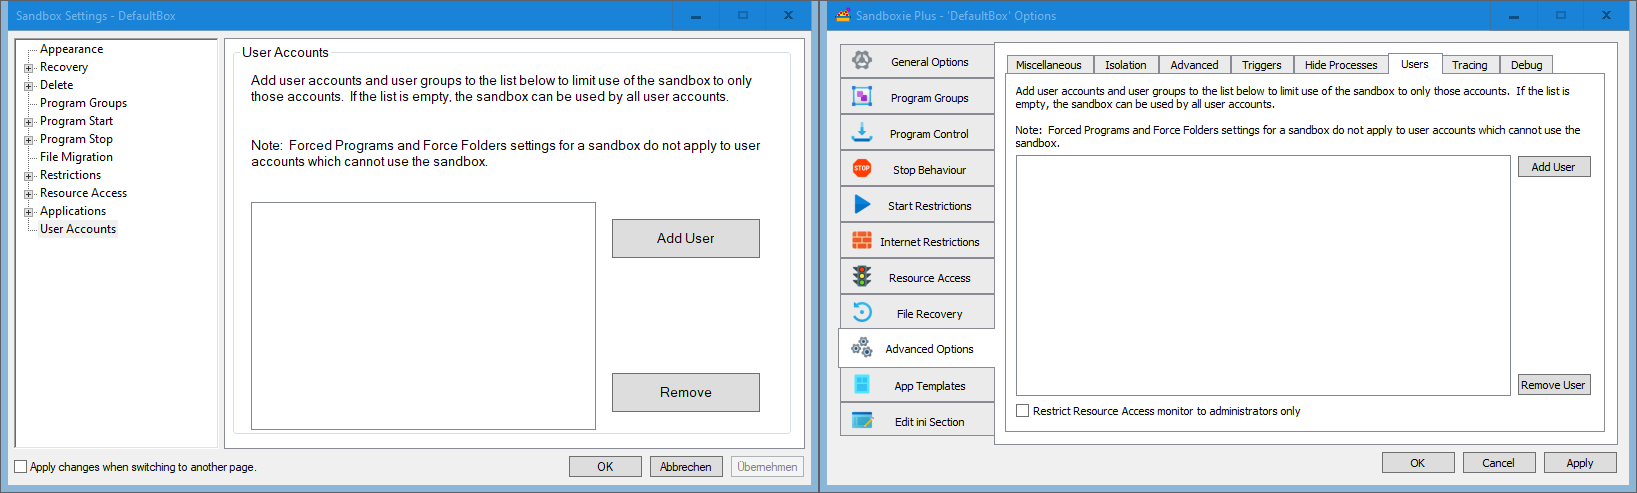 Sandbox Settings - DefaultBox
Appearance
Recovery
Delete
Program Groups
Program Start
Program Stop
File Migration
Restrictions
Resource Access
Applications
User Accounts
User Accounts
Add user accounts and user groups to the list below to limit use of the sandbox to only
those accounts.  If the list is empty, the sandbox can be used by all user accounts.
Note:  Forced Programs and Force Folders settings for a sandbox do not apply to user
accounts which cannot use the sandbox.
Add User
Remove
Apply changes when switching to another page.
OK
Abbrechen
Übernehmen
Sandboxie Plus - 'DefaultBox' Options
General Options
Program Groups
Program Control
STOP
Stop Behaviour
Start Restrictions
Internet Restrictions
Resource Access
File Recovery
Advanced Options
App Templates
Edit ini Section
Miscellaneous
Isolation
Advanced
Triggers
Hide Processes
Users
Tracing
Debug
Add user accounts and user groups to the list below to limit use of the sandbox to only those accounts.  If the list is
empty, the sandbox can be used by all user accounts.
Note:  Forced Programs and Force Folders settings for a sandbox do not apply to user accounts which cannot use the
sandbox.
Add User
Remove User
Restrict Resource Access monitor to administrators only
OK
Cancel
Apply